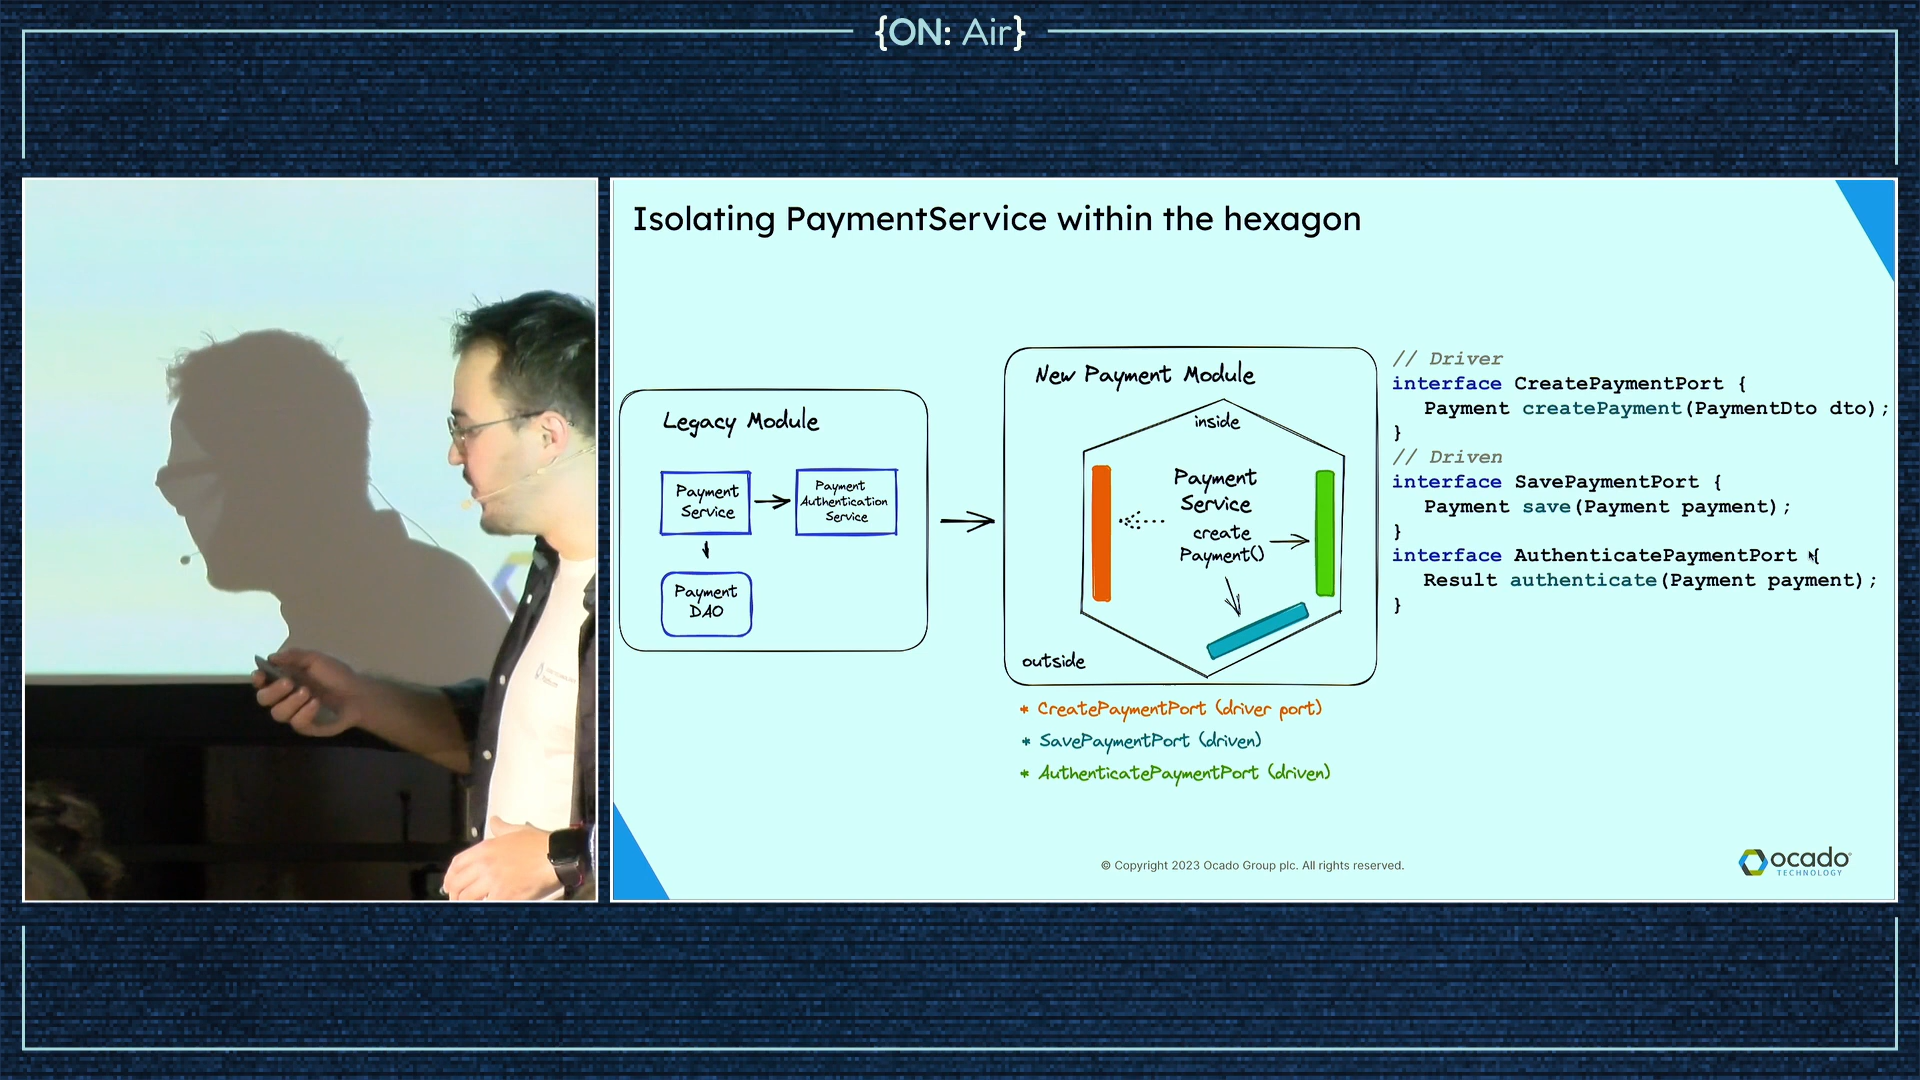 {ON: Air}
Isolating PaymentService within the hexagon
Legacy Module
Payment
Service
Payment
Authentication
Service
Payment
DAO
New Payment Module
inside
Payment
Service
create
Payment()
outside
* CreatePaymentPort (driver port)
* SavePaymentPort (driven)
* AuthenticatePaymentPort (driven)
// Driver
interface CreatePaymentPort {
Payment createPayment(PaymentDto dto);
}
// Driven
interface SavePaymentPort {
Payment save(Payment payment);
}
interface AuthenticatePaymentPort {
Result authenticate(Payment payment);
}
© Copyright 2023 Ocado Group plc. All rights reserved.
ocado
TECHNOLOGY